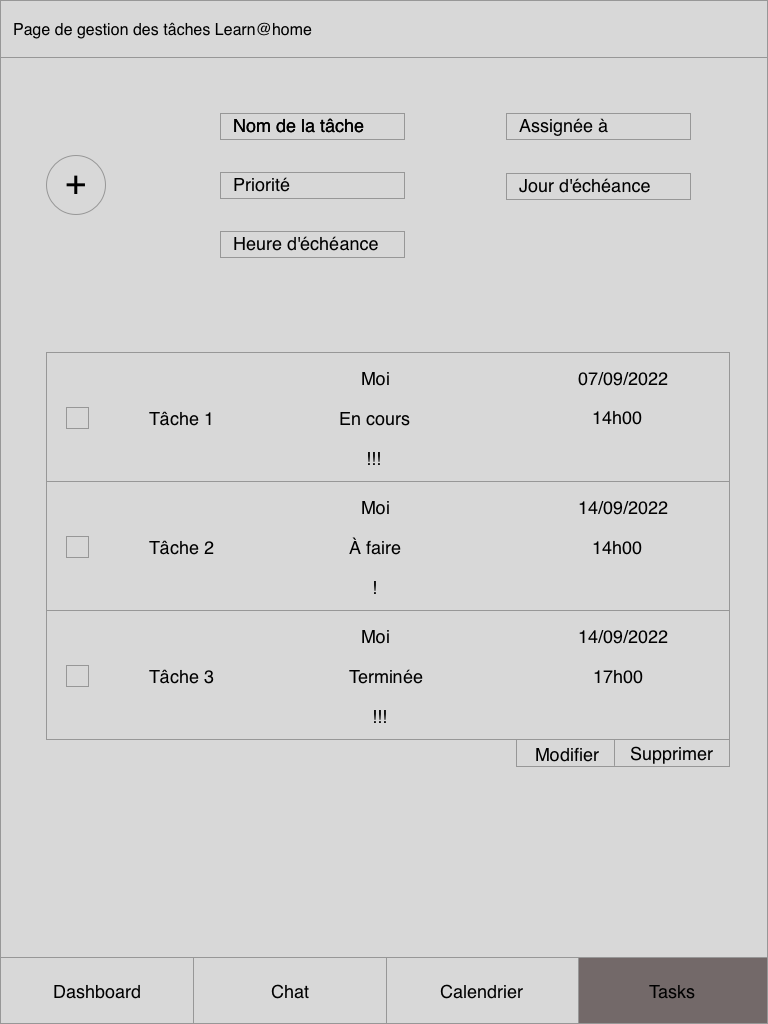 Page de gestion des tâches Learn@home
Nom de la tâche
Assignée à
+
Priorité
Jour d'échéance
Heure d'échéance
Moi
07/09/2022
Tâche 1
En cours
14h00
!!!
Moi
14/09/2022
Tâche 2
À faire
14h00
!
Moi
14/09/2022
Tâche 3
Terminée
17h00
!!!
Modifier
Supprimer
Dashboard
Chat
Calendrier
Tasks